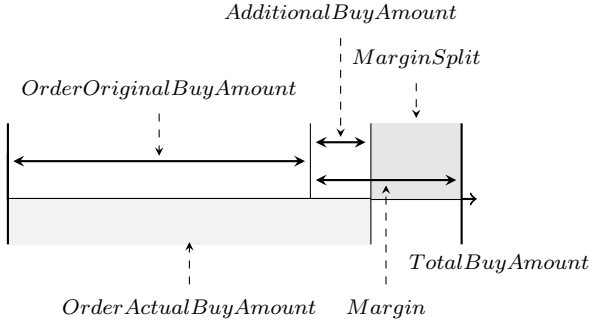 AdditionalBuyAmount
MarginSplit
OrderOriginalBuyAmount
TotalBuyAmount
OrderActualBuyAmount
Margin